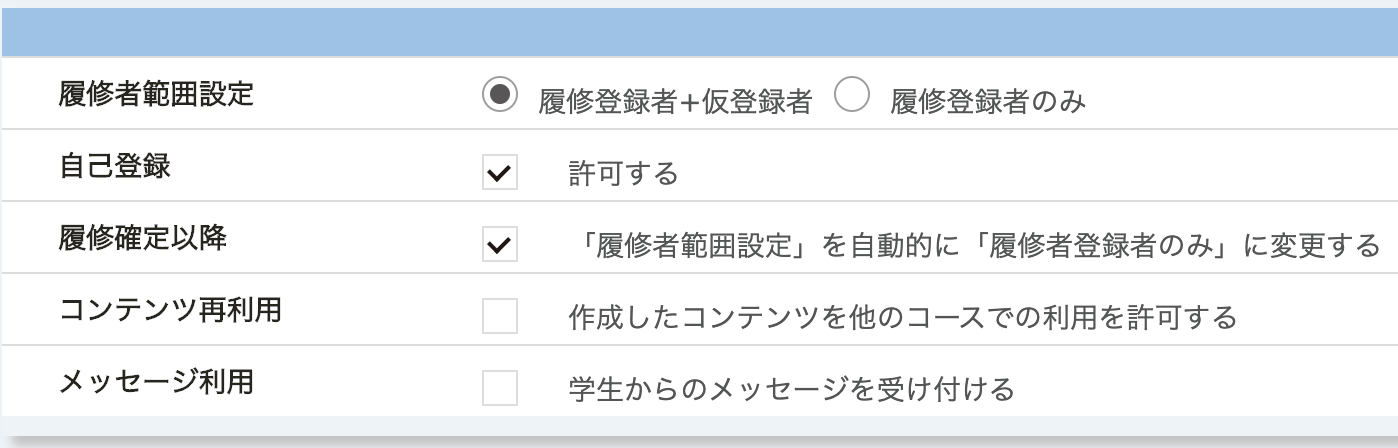 履修者範囲設定 履修登録者+仮登録者 履修登録者のみ
自己登録 許可する
履修確定以降 「履修者範囲設定」を自動的に「履修者登録者のみ」に変更する
コンテンツ再利用 作成したコンテンツを他のコースでの利用を許可する
メッセージ利用 学生からのメッセージを受け付ける